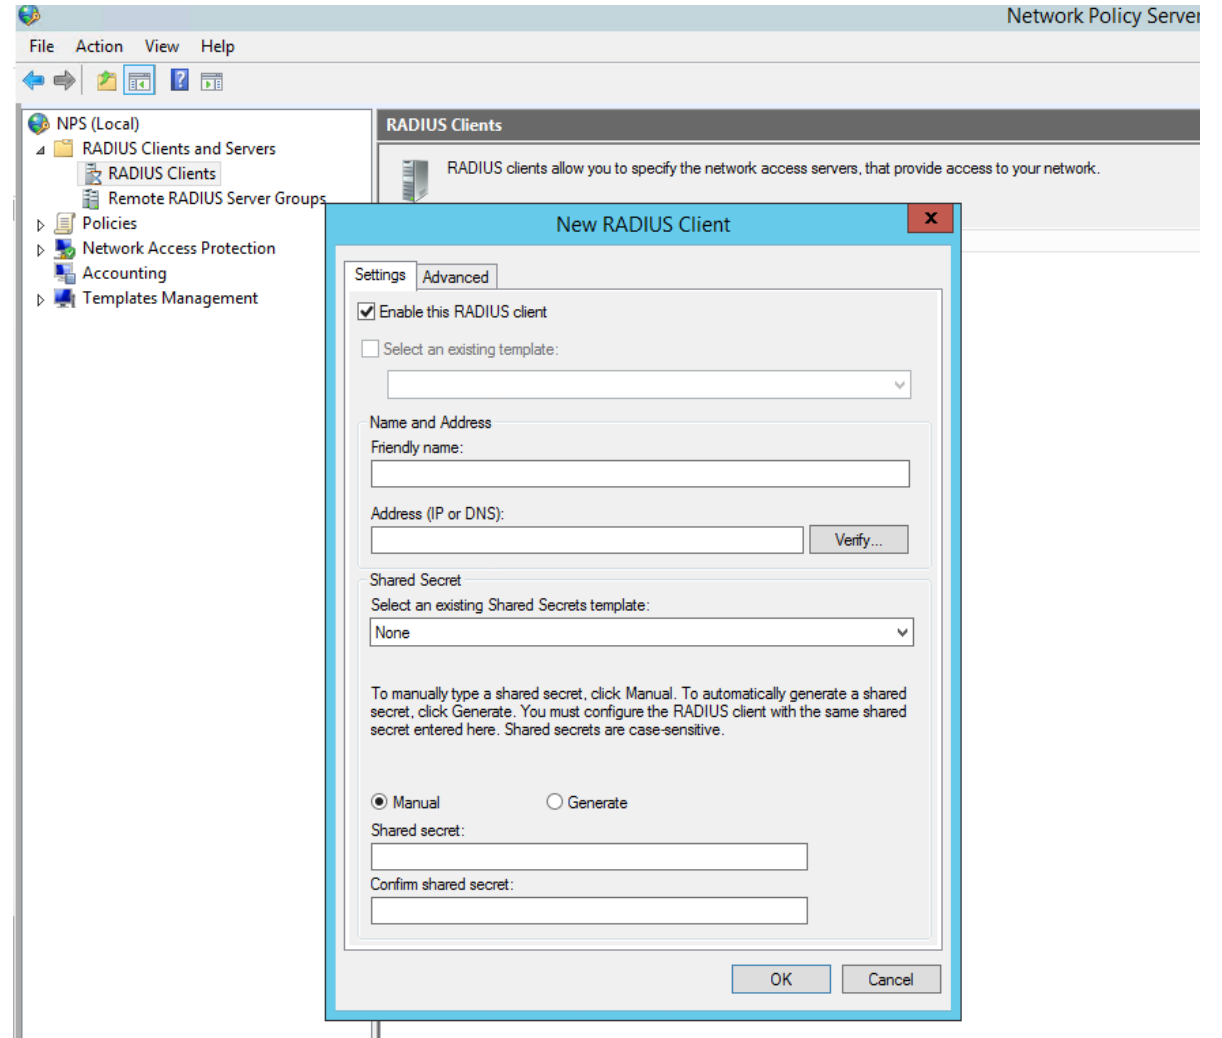 Network Policy Server
File Action View Help
NPS (Local)
RADIUS Clients and Servers
RADIUS Clients
Remote RADIUS Server Groups
Policies
Network Access Protection
Accounting
Templates Management
RADIUS Clients
RADIUS clients allow you to specify the network access servers, that provide access to your network.
New RADIUS Client
Settings Advanced
Enable this RADIUS client
Select an existing template:
Name and Address
Friendly name:
Address (IP or DNS):
Verify...
Shared Secret
Select an existing Shared Secrets template:
None
To manually type a shared secret, click Manual. To automatically generate a shared
secret, click Generate. You must configure the RADIUS client with the same shared
secret entered here. Shared secrets are case-sensitive.
Manual Generate
Shared secret:
Confirm shared secret:
OK Cancel